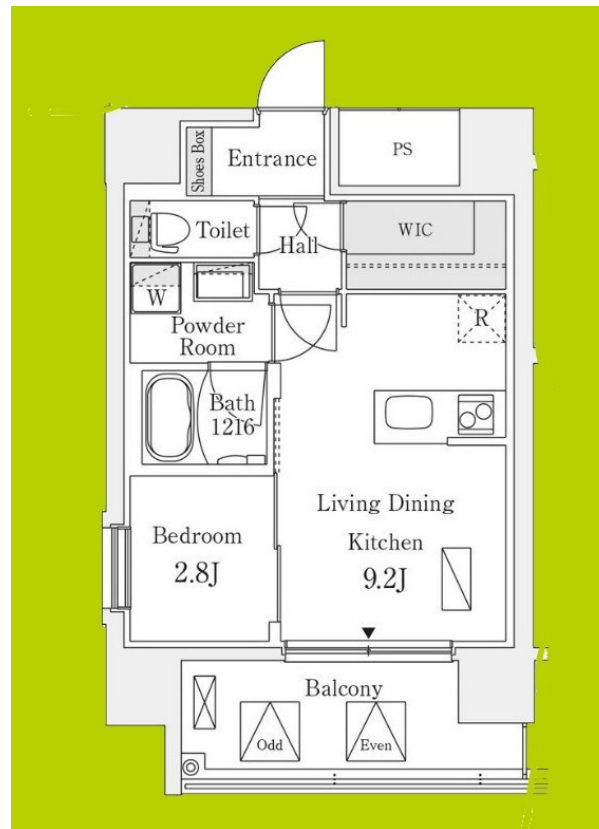 Shoes Box
Entrance
PS
Toilet
Hall
WIC
W
Powder
Room
R
Bath
1216
Living Dining
Kitchen
9.2J
Bedroom
2.8J
Balcony
Odd
Even